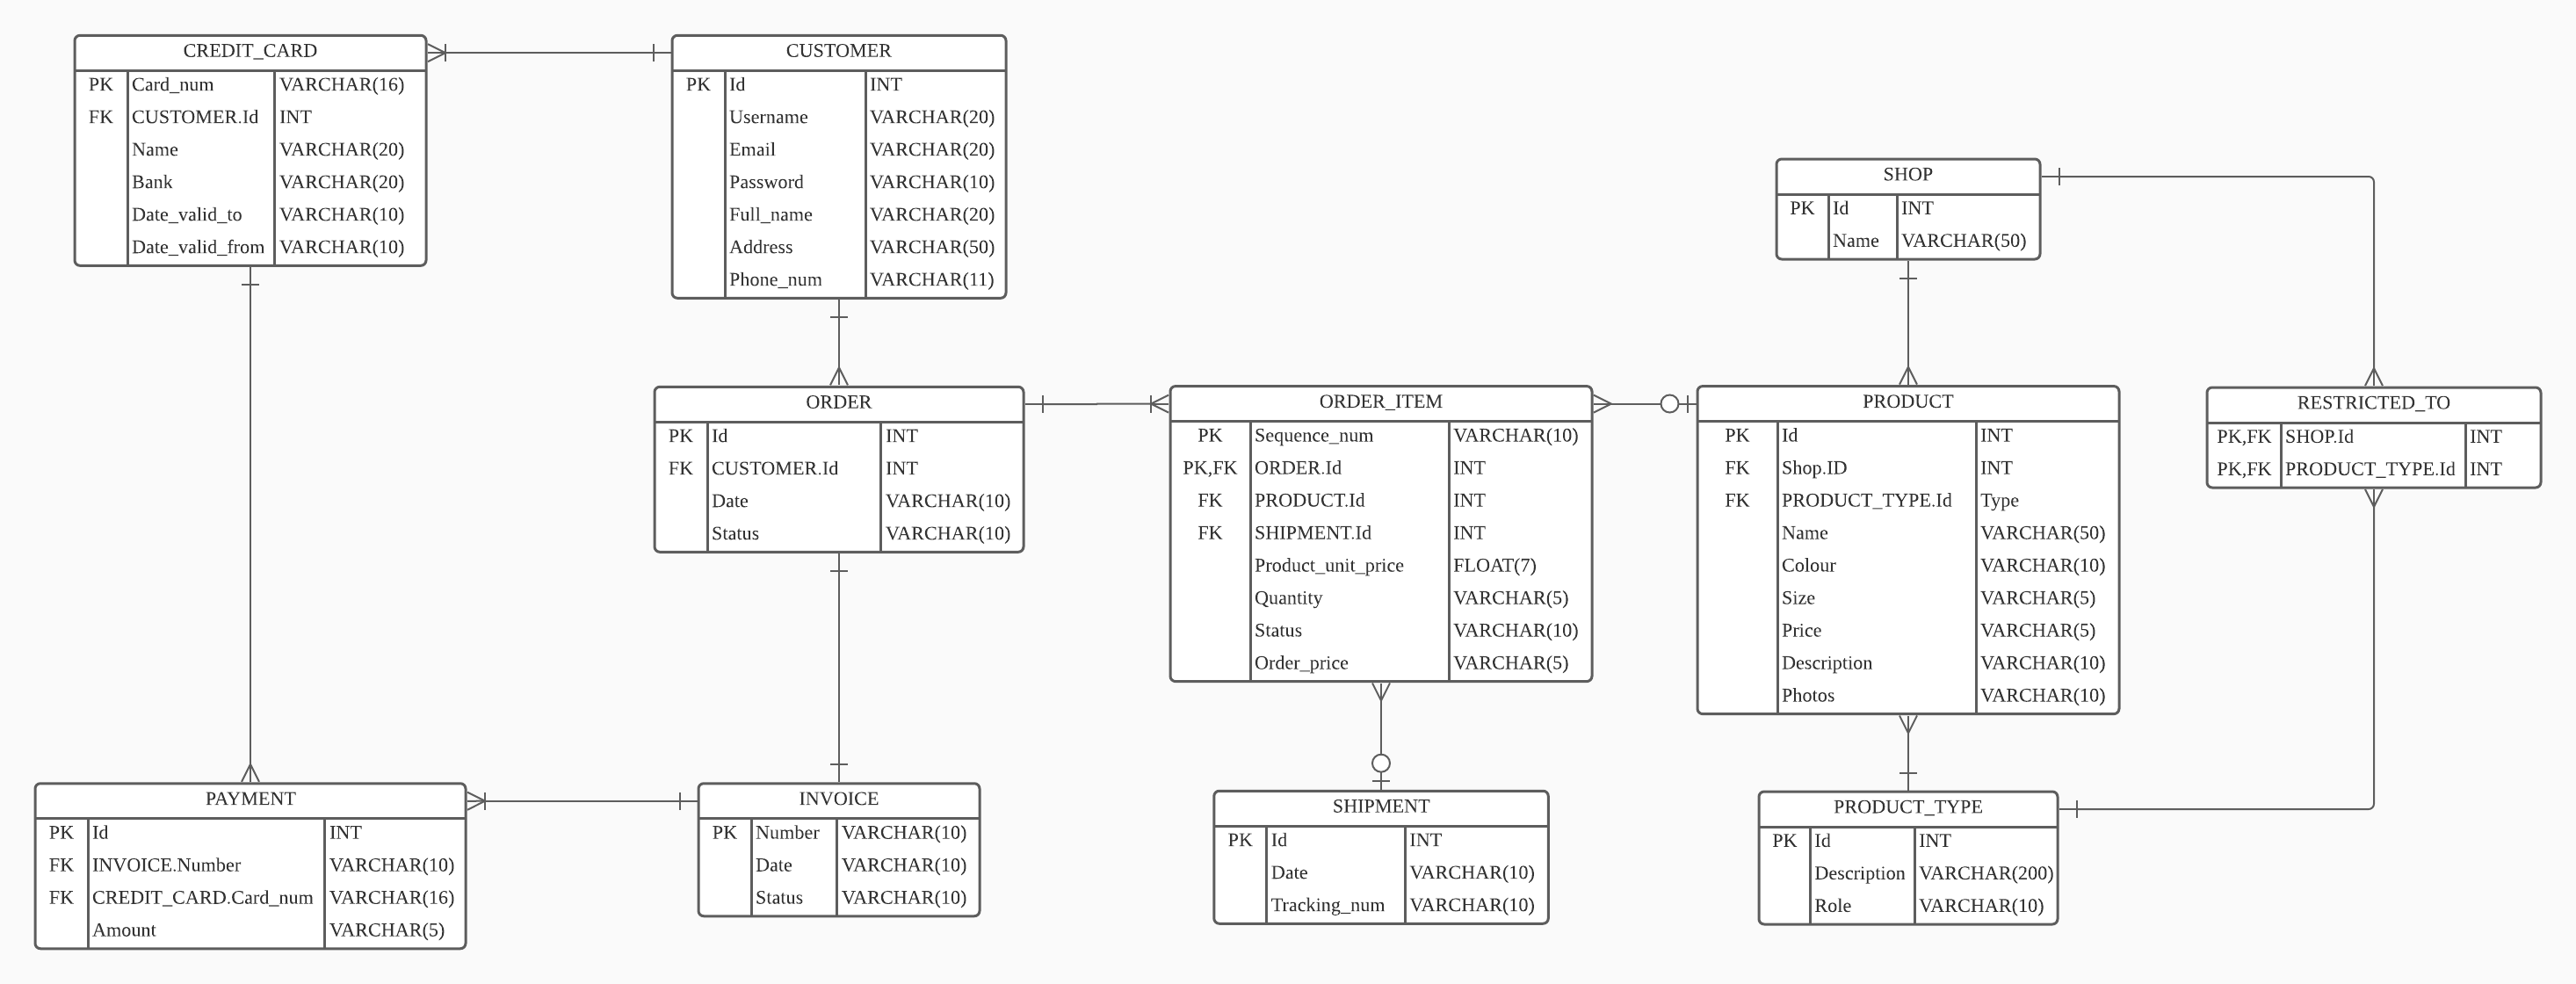 CREDIT_CARD
PK Card_num VARCHAR(16)
FK CUSTOMER.Id INT
Name VARCHAR(20)
Bank VARCHAR(20)
Date_valid_to VARCHAR(10)
Date_valid_from VARCHAR(10)
CUSTOMER
PK Id INT
Username VARCHAR(20)
Email VARCHAR(20)
Password VARCHAR(10)
Full_name VARCHAR(20)
Address VARCHAR(50)
Phone_num VARCHAR(11)
SHOP
PK Id INT
Name VARCHAR(50)
ORDER
PK Id INT
FK CUSTOMER.Id INT
Date VARCHAR(10)
Status VARCHAR(10)
ORDER_ITEM
PK Sequence_num VARCHAR(10)
PK,FK ORDER.Id INT
FK PRODUCT.Id INT
FK SHIPMENT.Id INT
Product_unit_price FLOAT(7)
Quantity VARCHAR(5)
Status VARCHAR(10)
Order_price VARCHAR(5)
PRODUCT
PK Id INT
FK Shop.ID INT
FK PRODUCT_TYPE.Id Type
Name VARCHAR(50)
Colour VARCHAR(10)
Size VARCHAR(5)
Price VARCHAR(5)
Description VARCHAR(10)
Photos VARCHAR(10)
RESTRICTED_TO
PK,FK SHOP.Id INT
PK,FK PRODUCT_TYPE.Id INT
PAYMENT
PK Id INT
FK INVOICE.Number VARCHAR(10)
FK CREDIT_CARD.Card_num VARCHAR(16)
Amount VARCHAR(5)
INVOICE
PK Number VARCHAR(10)
Date VARCHAR(10)
Status VARCHAR(10)
SHIPMENT
PK Id INT
Date VARCHAR(10)
Tracking_num VARCHAR(10)
PRODUCT_TYPE
PK Id INT
Description VARCHAR(200)
Role VARCHAR(10)